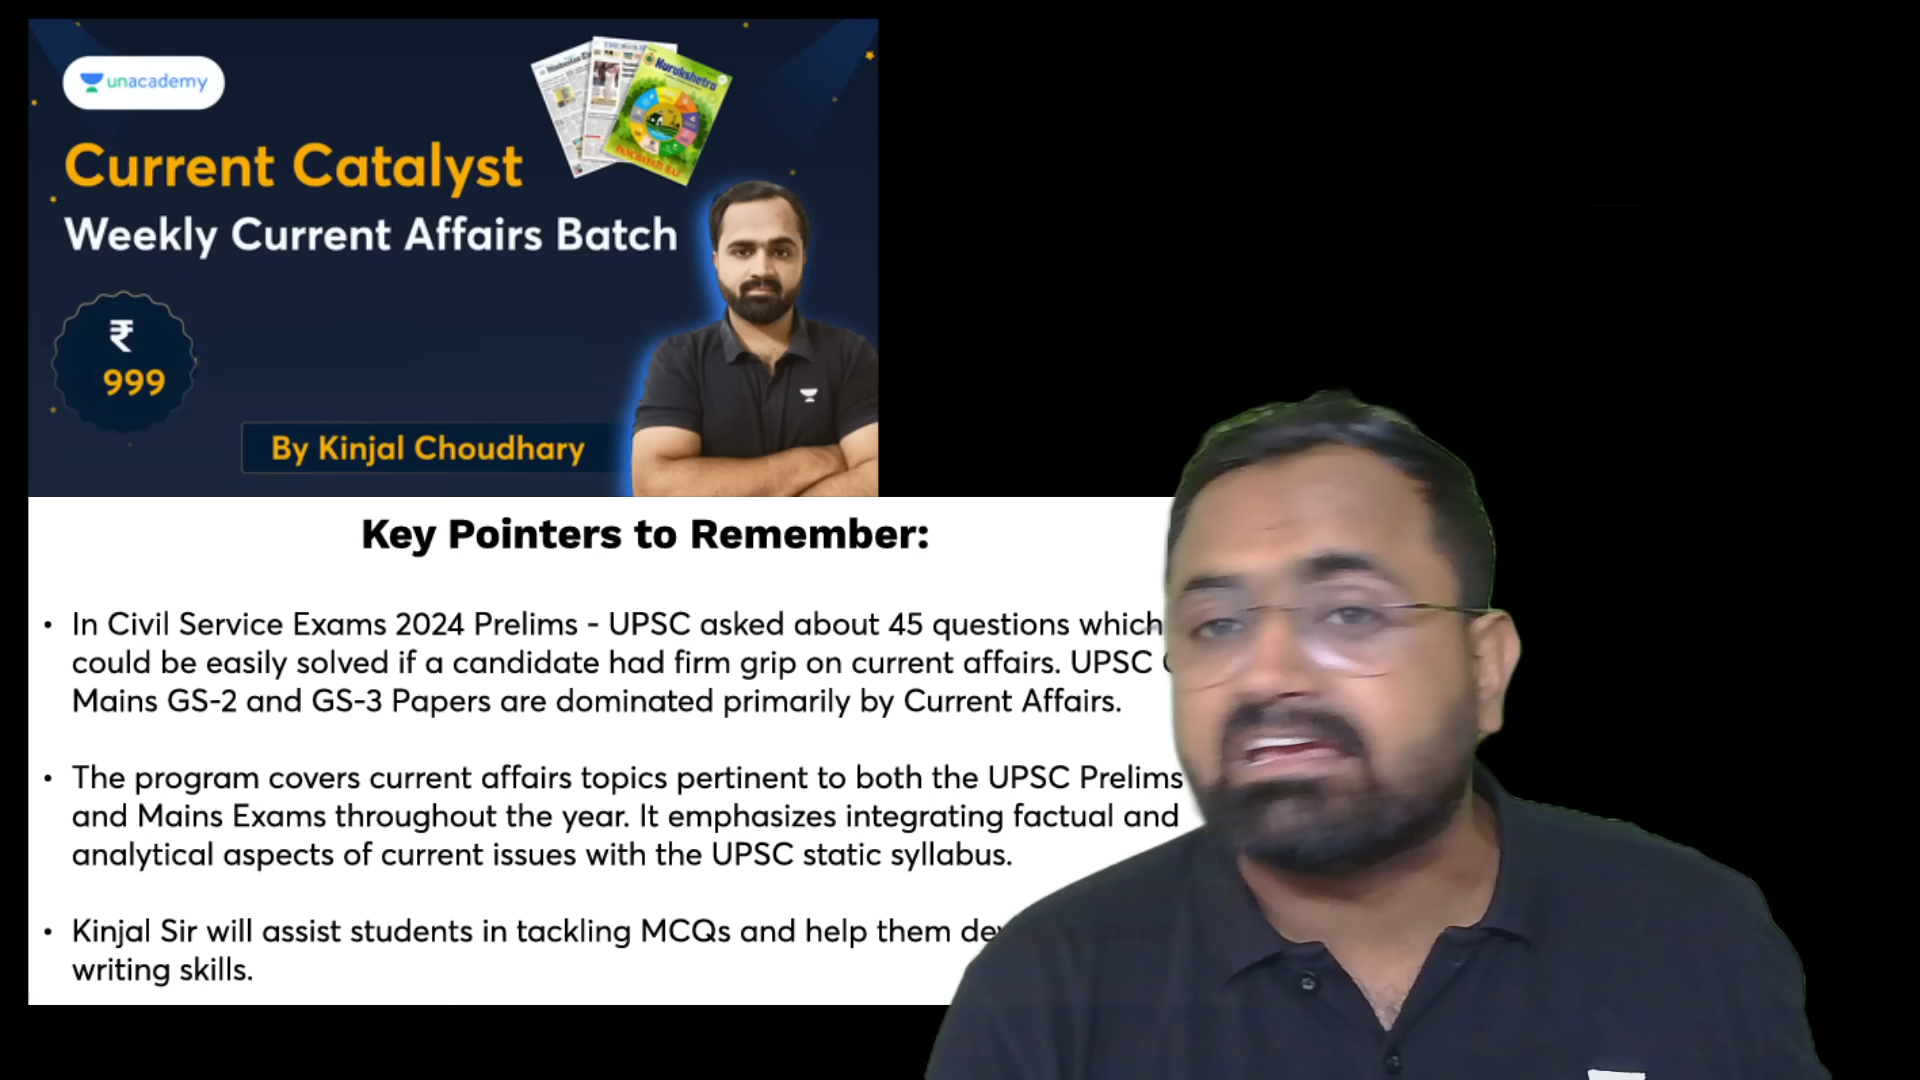 unacademy
Kurukshetra
PANCHAYATI RAJ
Current Catalyst
Weekly Current Affairs Batch
₹
999
By Kinjal Choudhary
Key Pointers to Remember:
• In Civil Service Exams 2024 Prelims - UPSC asked about 45 questions which
could be easily solved if a candidate had firm grip on current affairs. UPSC
Mains GS-2 and GS-3 Papers are dominated primarily by Current Affairs.
• The program covers current affairs topics pertinent to both the UPSC Prelims
and Mains Exams throughout the year. It emphasizes integrating factual and
analytical aspects of current issues with the UPSC static syllabus.
• Kinjal Sir will assist students in tackling MCQs and help them
writing skills.